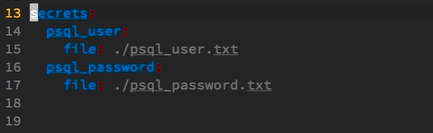 13 secrets:
14   psql_user:
15     file: ./psql_user.txt
16   psql_password:
17     file: ./psql_password.txt
18
19